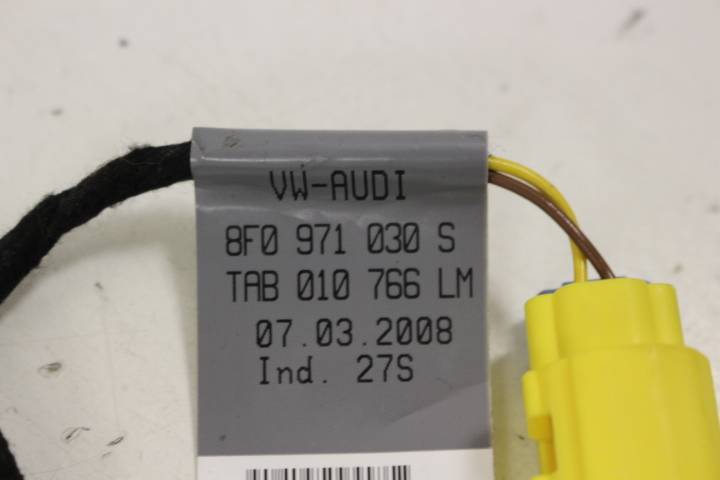 VW-AUDI
8F0 971 030 S
TAB 010 766 LM
07.03.2008
Ind. 27S